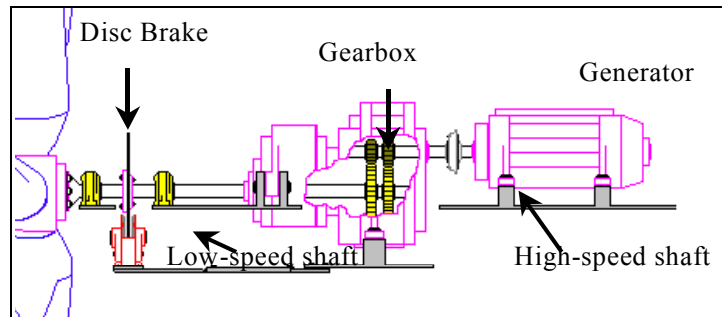 Disc Brake
Gearbox
Generator
Low-speed shaft
High-speed shaft